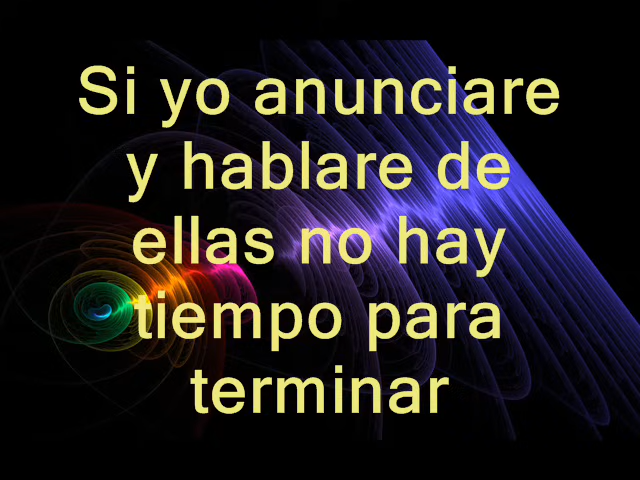 Si yo anunciare
y hablare de
ellas no hay
tiempo para
terminar